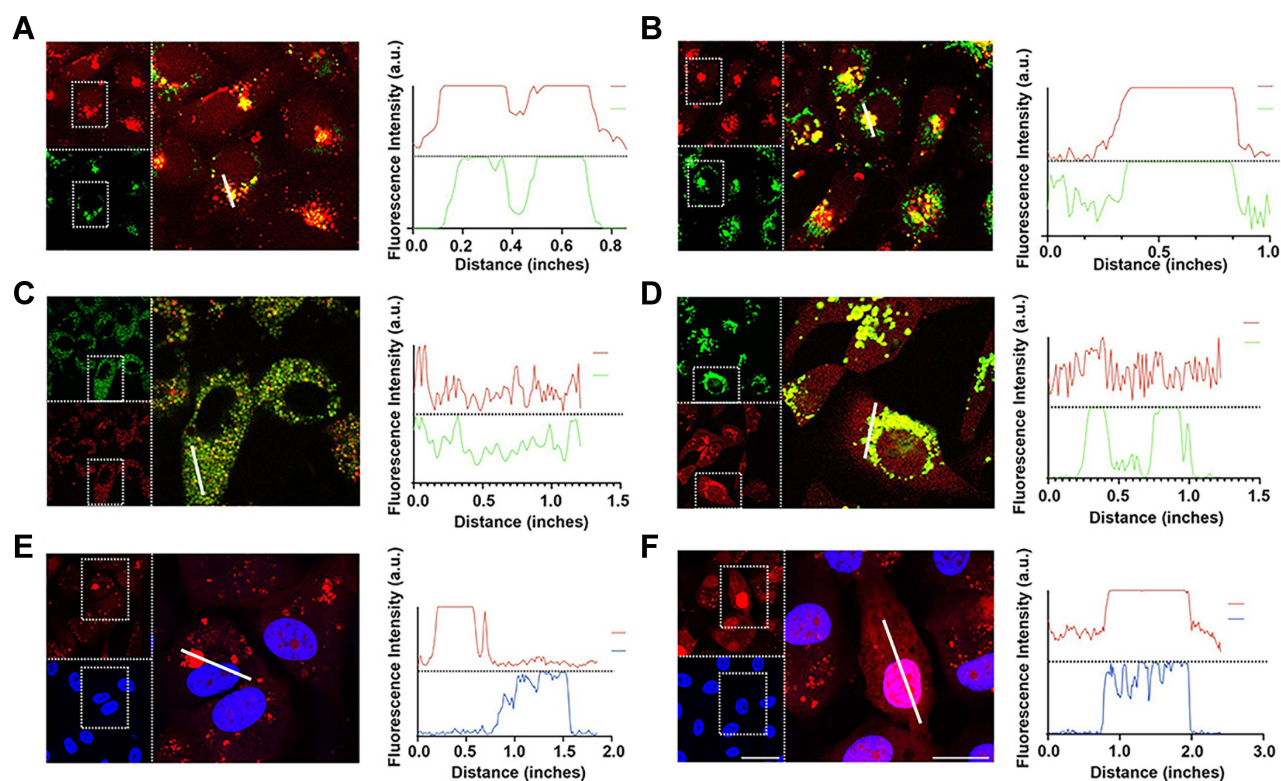 A
Fluorescence Intensity (a.u.)
0.0 0.2 0.4 0.6 0.8
Distance (inches)
B
Fluorescence Intensity (a.u.)
0.0 0.5 1.0
Distance (inches)
C
Fluorescence Intensity (a.u.)
0.0 0.5 1.0 1.5
Distance (inches)
D
Fluorescence Intensity (a.u.)
0.0 0.5 1.0 1.5
Distance (inches)
E
Fluorescence Intensity (a.u.)
0.0 0.5 1.0 1.5 2.0
Distance (inches)
F
Fluorescence Intensity (a.u.)
0.0 1.0 2.0 3.0
Distance (inches)